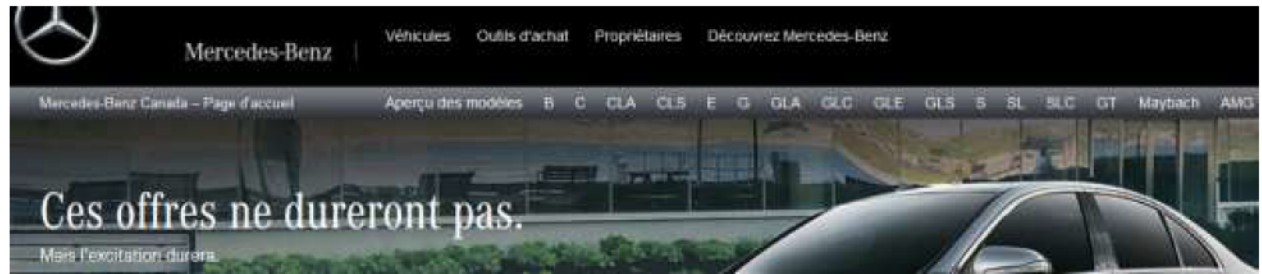 Mercedes-Benz
Véhicules Outils d'achat Propriétaires Découvrez Mercedes-Benz
Mercedes-Benz Canada – Page d'accueil
Aperçu des modèles B C CLA CLS E G GLA GLC GLE GLS S SL SLC GT Maybach AMG
Ces offres ne dureront pas.
Mais l'excitation durera.